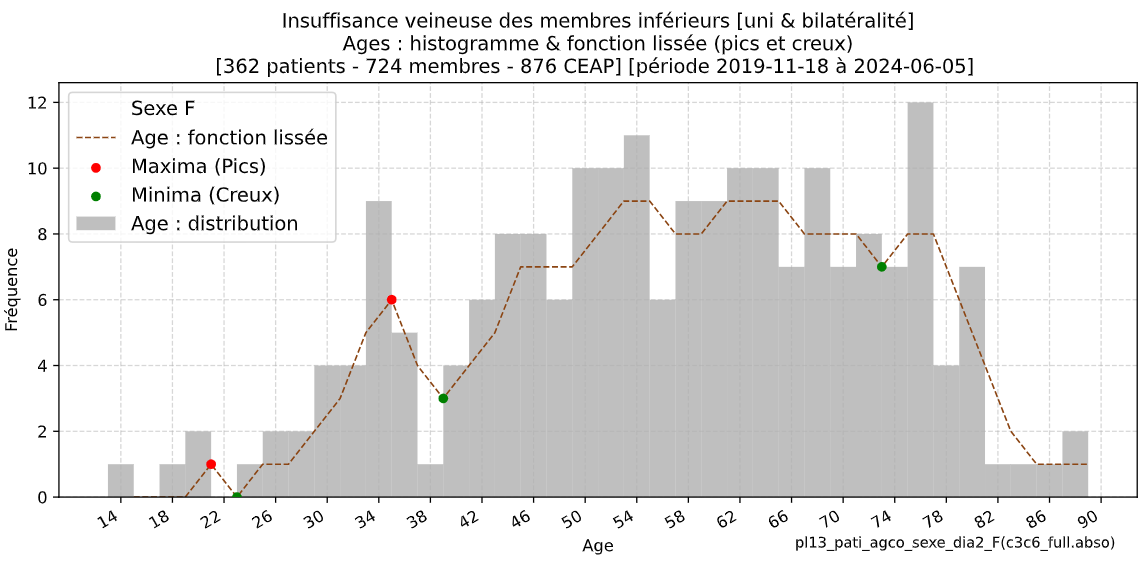 Insuffisance veineuse des membres inférieurs [uni & bilatéralité]
Ages : histogramme & fonction lissée (pics et creux)
[362 patients - 724 membres - 876 CEAP] [période 2019-11-18 à 2024-06-05]
Sexe F
Age : fonction lissée
Maxima (Pics)
Minima (Creux)
Age : distribution
Fréquence
12
10
8
6
4
2
0
14 18 22 26 30 34 38 42 46 50 54 58 62 66 70 74 78 82 86 90
Age
pl13_pati_agco_sexe_dia2_F(c3c6_full.abso)